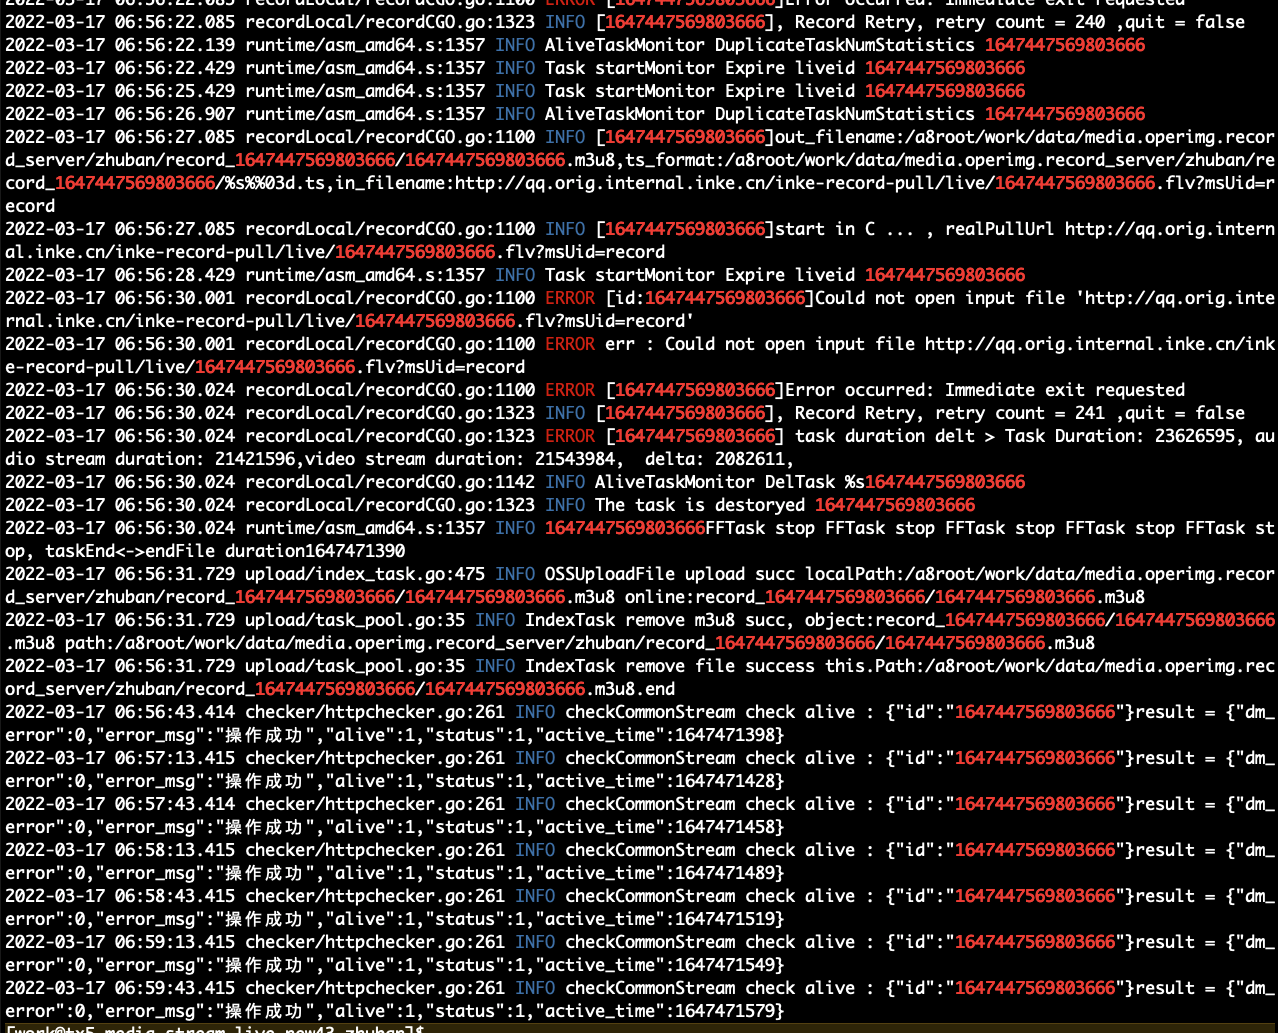 2022-03-17 06:56:22.085 recordLocal/recordCGO.go:1100 ERROR [1647447569803666]Error occurred: Immediate exit requested
2022-03-17 06:56:22.085 recordLocal/recordCGO.go:1323 INFO [1647447569803666], Record Retry, retry count = 240 ,quit = false
2022-03-17 06:56:22.139 runtime/asm_amd64.s:1357 INFO AliveTaskMonitor DuplicateTaskNumStatistics 1647447569803666
2022-03-17 06:56:22.429 runtime/asm_amd64.s:1357 INFO Task startMonitor Expire liveid 1647447569803666
2022-03-17 06:56:25.429 runtime/asm_amd64.s:1357 INFO Task startMonitor Expire liveid 1647447569803666
2022-03-17 06:56:26.907 runtime/asm_amd64.s:1357 INFO AliveTaskMonitor DuplicateTaskNumStatistics 1647447569803666
2022-03-17 06:56:27.085 recordLocal/recordCGO.go:1100 INFO [1647447569803666]out_filename:/a8root/work/data/media.operimg.recor
d_server/zhuban/record_1647447569803666/1647447569803666.m3u8,ts_format:/a8root/work/data/media.operimg.record_server/zhuban/re
cord_1647447569803666/%s%%03d.ts,in_filename:http://qq.orig.internal.inke.cn/inke-record-pull/live/1647447569803666.flv?msUid=r
ecord
2022-03-17 06:56:27.085 recordLocal/recordCGO.go:1100 INFO [1647447569803666]start in C ... , realPullUrl http://qq.orig.intern
al.inke.cn/inke-record-pull/live/1647447569803666.flv?msUid=record
2022-03-17 06:56:28.429 runtime/asm_amd64.s:1357 INFO Task startMonitor Expire liveid 1647447569803666
2022-03-17 06:56:30.001 recordLocal/recordCGO.go:1100 ERROR [id:1647447569803666]Could not open input file 'http://qq.orig.inte
rnal.inke.cn/inke-record-pull/live/1647447569803666.flv?msUid=record'
2022-03-17 06:56:30.001 recordLocal/recordCGO.go:1100 ERROR err : Could not open input file http://qq.orig.internal.inke.cn/ink
e-record-pull/live/1647447569803666.flv?msUid=record
2022-03-17 06:56:30.024 recordLocal/recordCGO.go:1100 ERROR [1647447569803666]Error occurred: Immediate exit requested
2022-03-17 06:56:30.024 recordLocal/recordCGO.go:1323 INFO [1647447569803666], Record Retry, retry count = 241 ,quit = false
2022-03-17 06:56:30.024 recordLocal/recordCGO.go:1323 ERROR [1647447569803666] task duration delt > Task Duration: 23626595, au
dio stream duration: 21421596,video stream duration: 21543984,  delta: 2082611,
2022-03-17 06:56:30.024 recordLocal/recordCGO.go:1142 INFO AliveTaskMonitor DelTask %s1647447569803666
2022-03-17 06:56:30.024 recordLocal/recordCGO.go:1323 INFO The task is destoryed 1647447569803666
2022-03-17 06:56:30.024 runtime/asm_amd64.s:1357 INFO 1647447569803666FFTask stop FFTask stop FFTask stop FFTask stop FFTask st
op, taskEnd<->endFile duration1647471390
2022-03-17 06:56:31.729 upload/index_task.go:475 INFO OSSUploadFile upload succ localPath:/a8root/work/data/media.operimg.recor
d_server/zhuban/record_1647447569803666/1647447569803666.m3u8 online:record_1647447569803666/1647447569803666.m3u8
2022-03-17 06:56:31.729 upload/task_pool.go:35 INFO IndexTask remove m3u8 succ, object:record_1647447569803666/1647447569803666
.m3u8 path:/a8root/work/data/media.operimg.record_server/zhuban/record_1647447569803666/1647447569803666.m3u8
2022-03-17 06:56:31.729 upload/task_pool.go:35 INFO IndexTask remove file success this.Path:/a8root/work/data/media.operimg.rec
ord_server/zhuban/record_1647447569803666/1647447569803666.m3u8.end
2022-03-17 06:56:43.414 checker/httpchecker.go:261 INFO checkCommonStream check alive : {"id":"1647447569803666"}result = {"dm_
error":0,"error_msg":"操作成功","alive":1,"status":1,"active_time":1647471398}
2022-03-17 06:57:13.415 checker/httpchecker.go:261 INFO checkCommonStream check alive : {"id":"1647447569803666"}result = {"dm_
error":0,"error_msg":"操作成功","alive":1,"status":1,"active_time":1647471428}
2022-03-17 06:57:43.414 checker/httpchecker.go:261 INFO checkCommonStream check alive : {"id":"1647447569803666"}result = {"dm_
error":0,"error_msg":"操作成功","alive":1,"status":1,"active_time":1647471458}
2022-03-17 06:58:13.415 checker/httpchecker.go:261 INFO checkCommonStream check alive : {"id":"1647447569803666"}result = {"dm_
error":0,"error_msg":"操作成功","alive":1,"status":1,"active_time":1647471489}
2022-03-17 06:58:43.415 checker/httpchecker.go:261 INFO checkCommonStream check alive : {"id":"1647447569803666"}result = {"dm_
error":0,"error_msg":"操作成功","alive":1,"status":1,"active_time":1647471519}
2022-03-17 06:59:13.415 checker/httpchecker.go:261 INFO checkCommonStream check alive : {"id":"1647447569803666"}result = {"dm_
error":0,"error_msg":"操作成功","alive":1,"status":1,"active_time":1647471549}
2022-03-17 06:59:43.415 checker/httpchecker.go:261 INFO checkCommonStream check alive : {"id":"1647447569803666"}result = {"dm_
error":0,"error_msg":"操作成功","alive":1,"status":1,"active_time":1647471579}